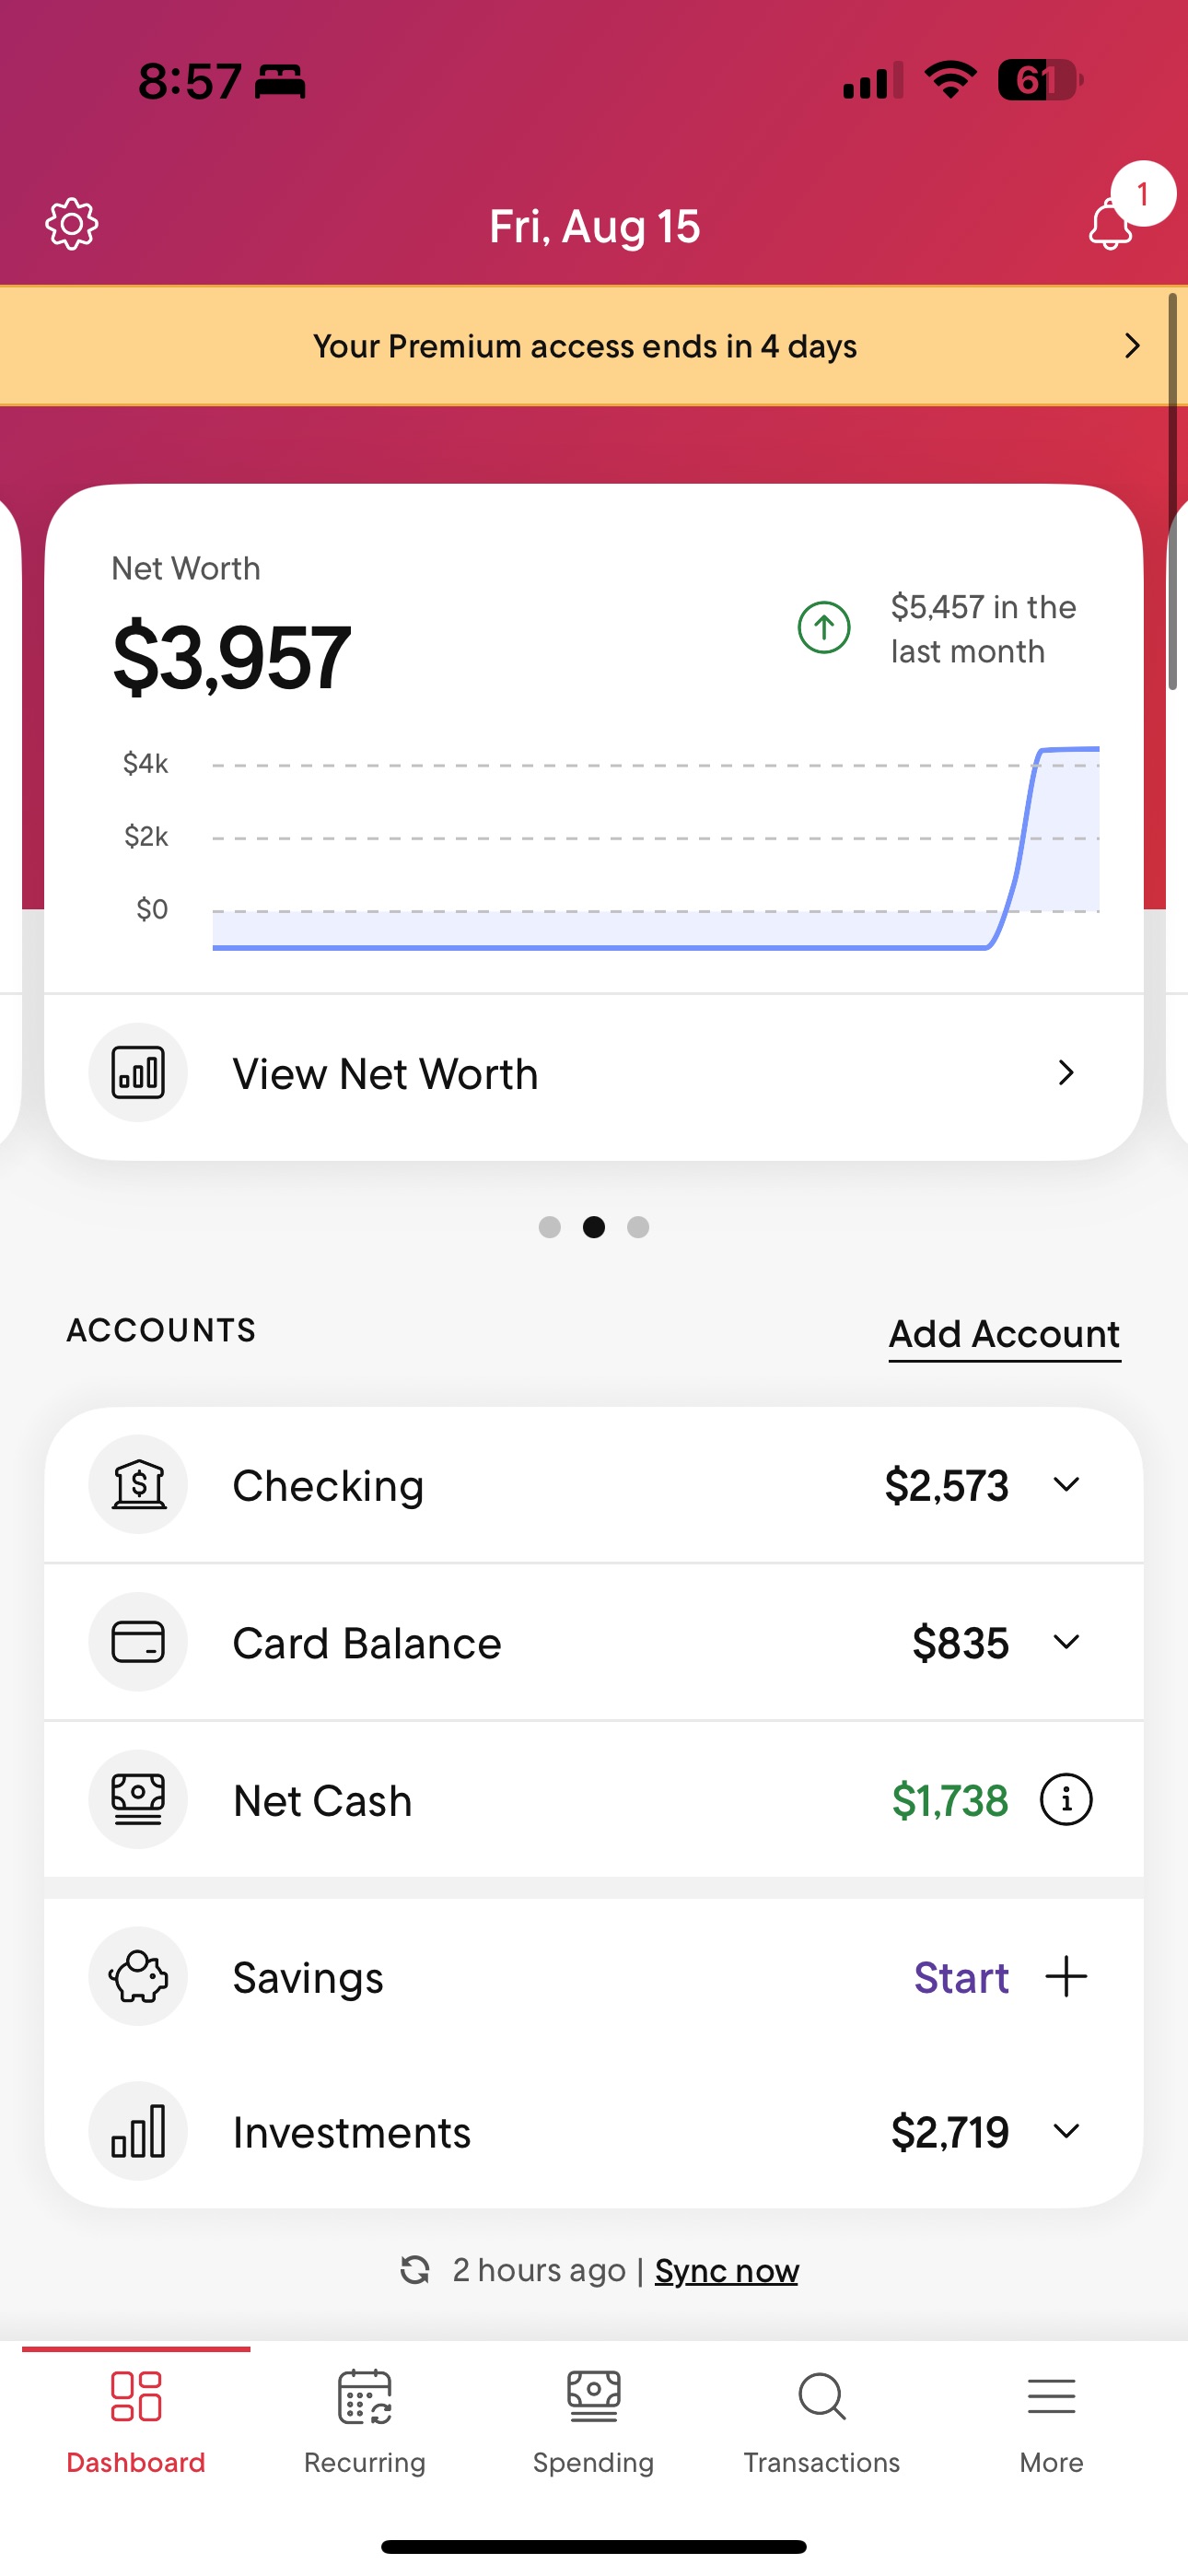 8:57
61
Fri, Aug 15
1
Your Premium access ends in 4 days
Net Worth
$3,957
$5,457 in the
last month
$4k
$2k
$0
View Net Worth
ACCOUNTS
Add Account
Checking
$2,573
Card Balance
$835
Net Cash
$1,738
Savings
Start
Investments
$2,719
2 hours ago | Sync now
Dashboard
Recurring
Spending
Transactions
More